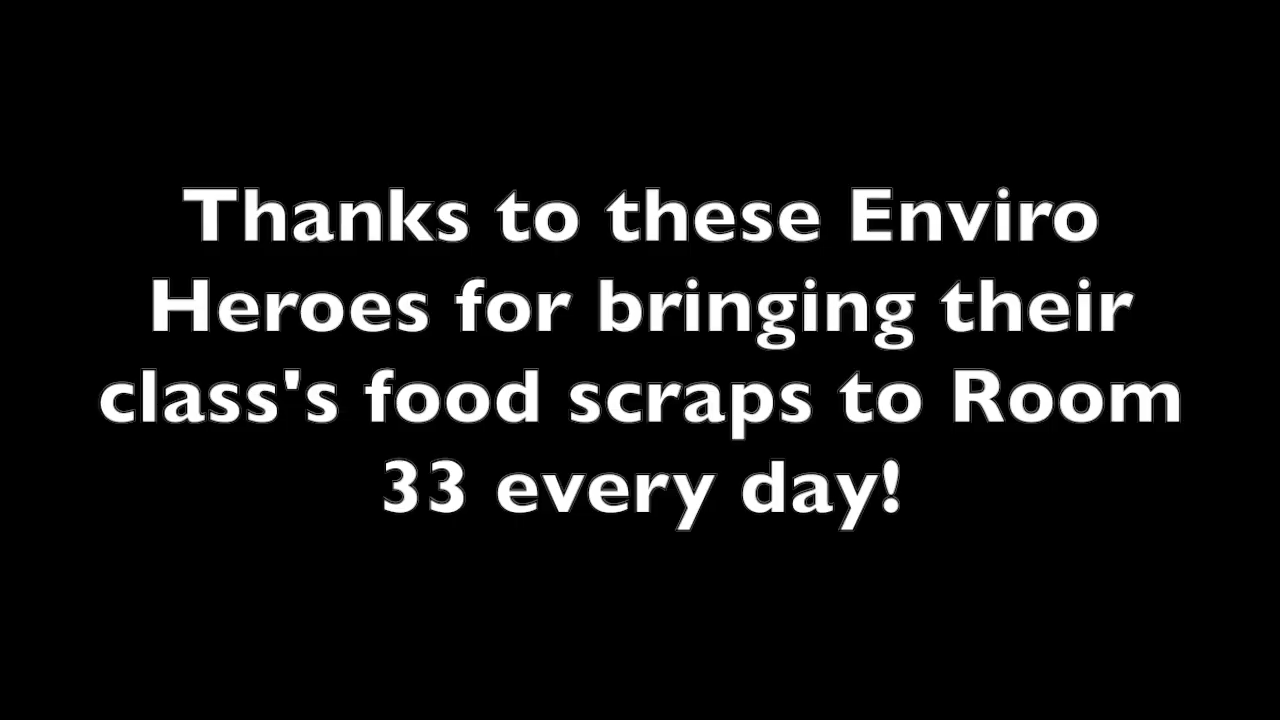 Thanks to these Enviro
Heroes for bringing their
class's food scraps to Room
33 every day!